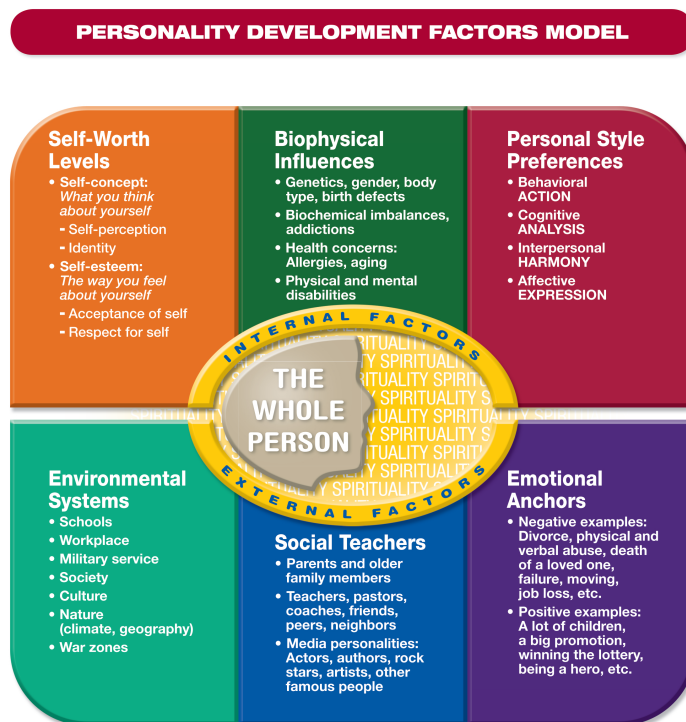 PERSONALITY DEVELOPMENT FACTORS MODEL
Self-Worth
Levels
• Self-concept:
What you think
about yourself
- Self-perception
- Identity
• Self-esteem:
The way you feel
about yourself
- Acceptance of self
- Respect for self
Biophysical
Influences
• Genetics, gender, body
type, birth defects
• Biochemical imbalances,
addictions
• Health concerns:
Allergies, aging
• Physical and mental
disabilities
Personal Style
Preferences
• Behavioral
ACTION
• Cognitive
ANALYSIS
• Interpersonal
HARMONY
• Affective
EXPRESSION
INTERNAL FACTORS
THE
WHOLE
PERSON
SPIRITUALITY
EXTERNAL FACTORS
Environmental
Systems
• Schools
• Workplace
• Military service
• Society
• Culture
• Nature
(climate, geography)
• War zones
Social Teachers
• Parents and older
family members
• Teachers, pastors,
coaches, friends,
peers, neighbors
• Media personalities:
Actors, authors, rock
stars, artists, other
famous people
Emotional
Anchors
• Negative examples:
Divorce, physical and
verbal abuse, death
of a loved one,
failure, moving,
job loss, etc.
• Positive examples:
A lot of children,
a big promotion,
winning the lottery,
being a hero, etc.